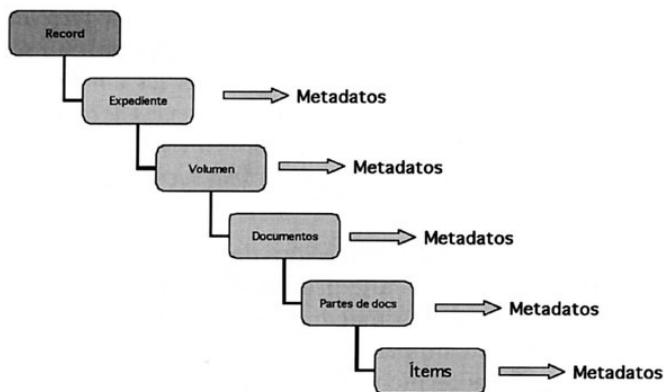 Record
Expediente
Metadatos
Volumen
Metadatos
Documentos
Metadatos
Partes de docs
Metadatos
Ítems
Metadatos